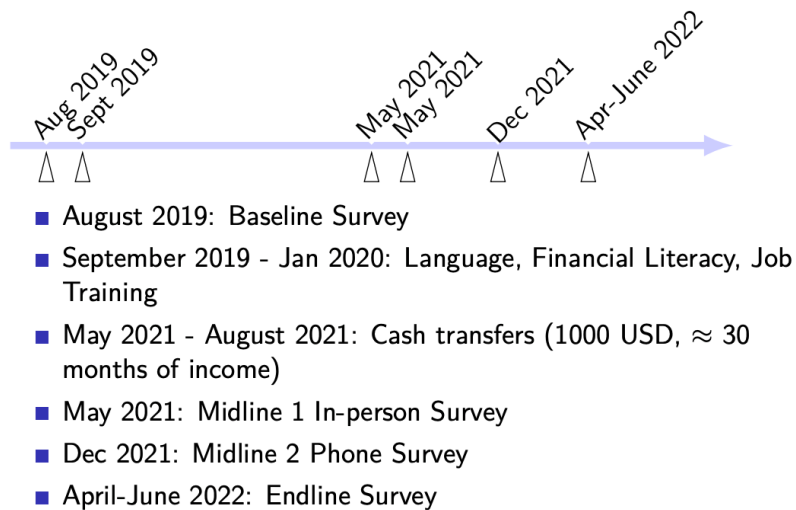 Aug 2019
Sept 2019
May 2021
May 2021
Dec 2021
Apr-June 2022
August 2019: Baseline Survey
September 2019 - Jan 2020: Language, Financial Literacy, Job
Training
May 2021 - August 2021: Cash transfers (1000 USD, ≈ 30
months of income)
May 2021: Midline 1 In-person Survey
Dec 2021: Midline 2 Phone Survey
April-June 2022: Endline Survey